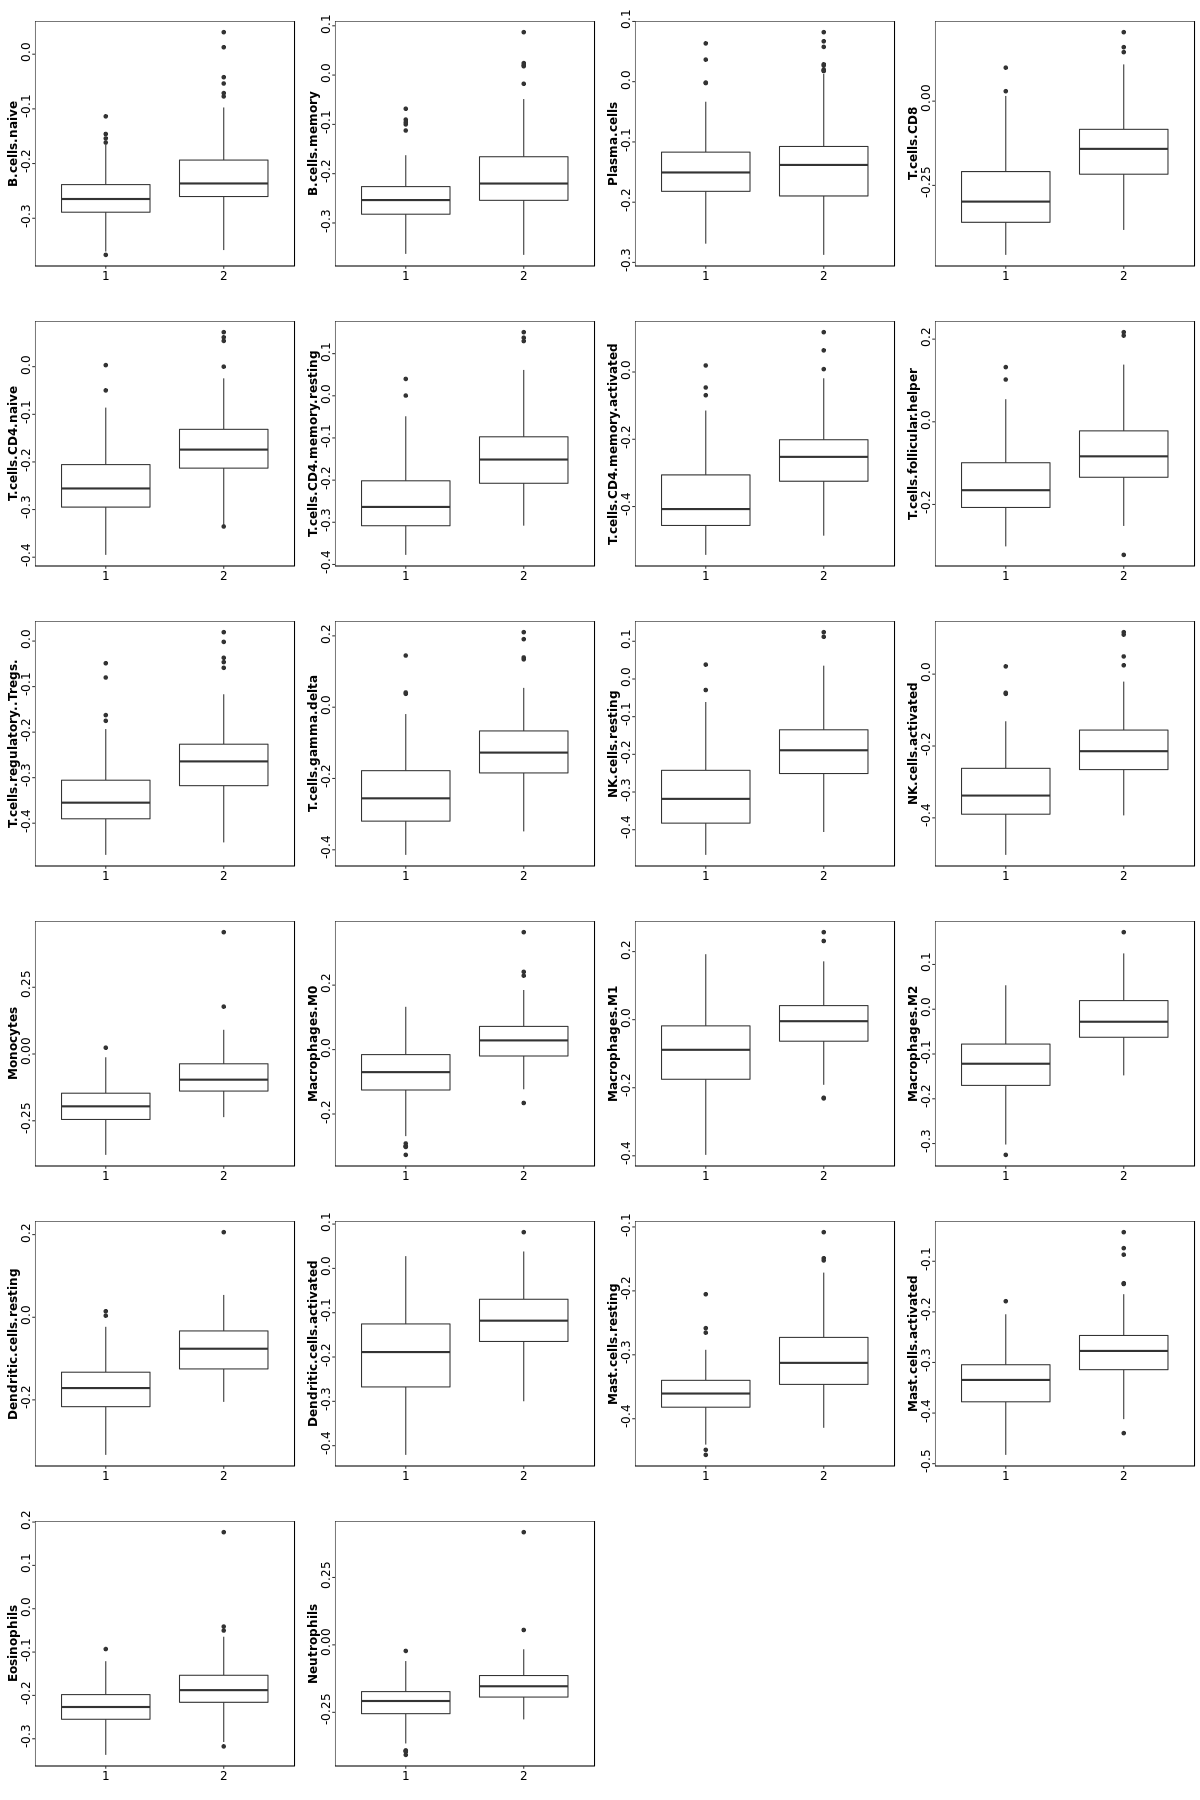 B.cells.naive
-0.3 -0.2 -0.1 0.0
1 2
B.cells.memory
-0.3 -0.2 -0.1 0.0 0.1
1 2
Plasma.cells
-0.3 -0.2 -0.1 0.0 0.1
1 2
T.cells.CD8
-0.25 0.00
1 2
T.cells.CD4.naive
-0.4 -0.3 -0.2 -0.1 0.0
1 2
T.cells.CD4.memory.resting
-0.4 -0.3 -0.2 -0.1 0.0 0.1
1 2
T.cells.CD4.memory.activated
-0.4 -0.2 0.0
1 2
T.cells.follicular.helper
-0.2 0.0 0.2
1 2
T.cells.regulatory..Tregs.
-0.4 -0.3 -0.2 -0.1 0.0
1 2
T.cells.gamma.delta
-0.4 -0.2 0.0 0.2
1 2
NK.cells.resting
-0.4 -0.3 -0.2 -0.1 0.0 0.1
1 2
NK.cells.activated
-0.4 -0.2 0.0
1 2
Monocytes
-0.25 0.00 0.25
1 2
Macrophages.M0
-0.2 0.0 0.2
1 2
Macrophages.M1
-0.4 -0.2 0.0 0.2
1 2
Macrophages.M2
-0.3 -0.2 -0.1 0.0 0.1
1 2
Dendritic.cells.resting
-0.2 0.0 0.2
1 2
Dendritic.cells.activated
-0.4 -0.3 -0.2 -0.1 0.0 0.1
1 2
Mast.cells.resting
-0.4 -0.3 -0.2 -0.1
1 2
Mast.cells.activated
-0.5 -0.4 -0.3 -0.2 -0.1
1 2
Eosinophils
-0.3 -0.2 -0.1 0.0 0.1 0.2
1 2
Neutrophils
-0.25 0.00 0.25
1 2